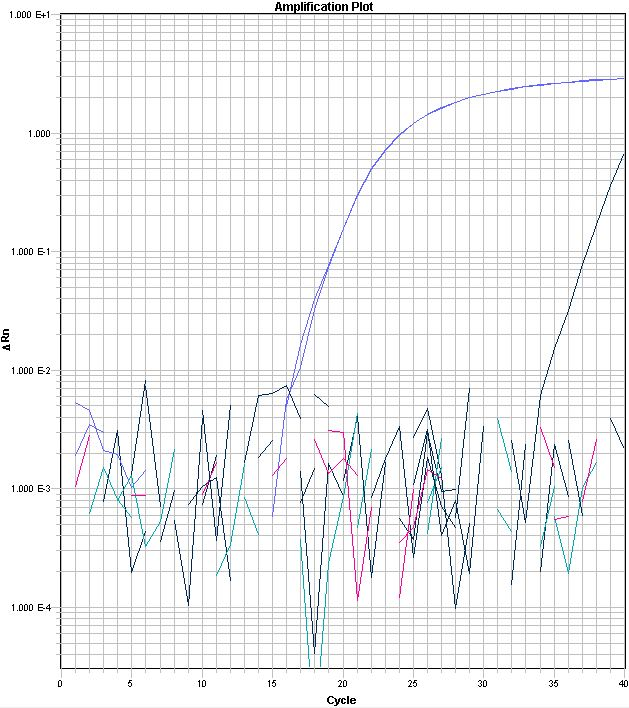 Amplification Plot
1.000 E+1
1.000
1.000 E-1
1.000 E-2
1.000 E-3
1.000 E-4
Δ Rn
0 5 10 15 20 25 30 35 40
Cycle